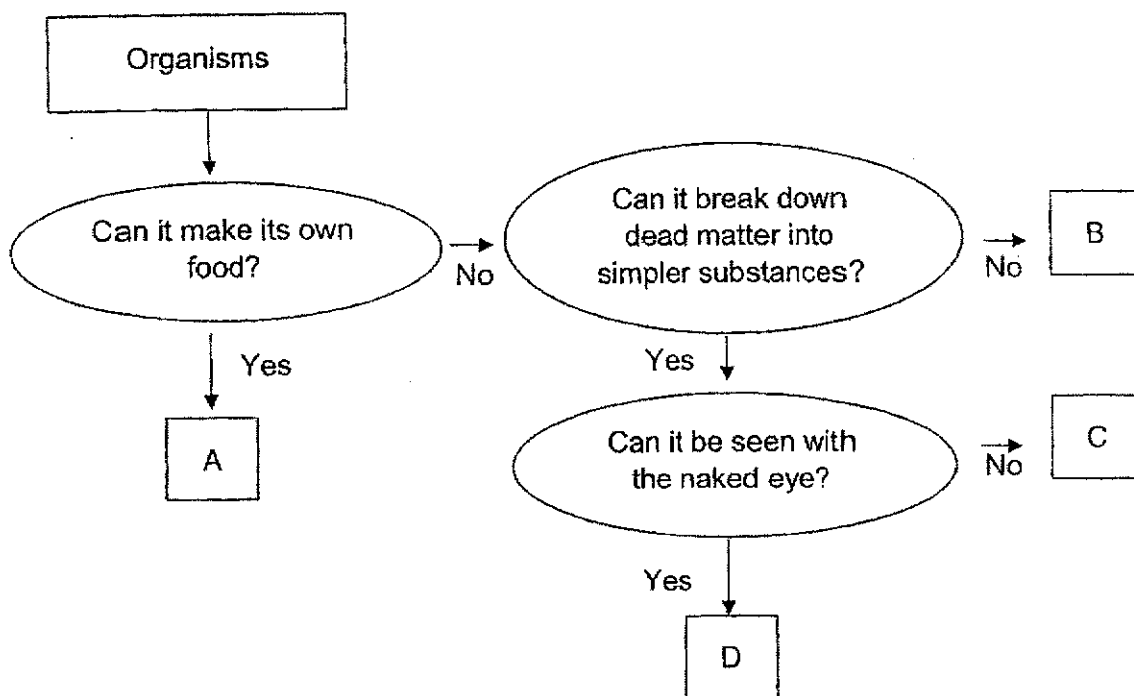 Organisms
Can it make its own
food?
No
Can it break down
dead matter into
simpler substances?
No
B
Yes
A
Yes
Can it be seen with
the naked eye?
No
C
Yes
D